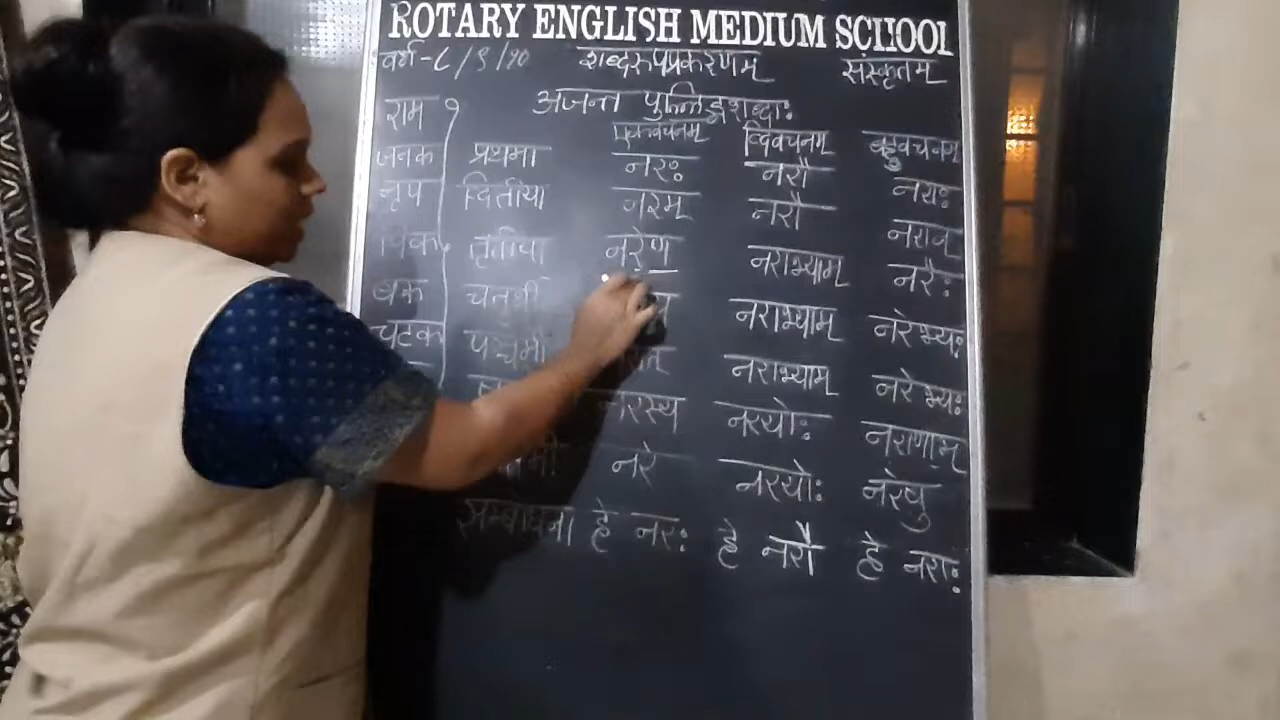 ROTARY ENGLISH MEDIUM SCHOOL
वर्ग-८/९/१० शब्दरुपप्रकरणम् संस्कृतम्
अजन्त पुल्लिङ्गशब्दाः
राम एकवचनम् द्विवचनम् बहुवचनम्
जनक प्रथमा नरः नरौ नराः
नृप द्वितीया नरम् नरौ नरान्
पिक तृतीया नरेण नराभ्याम् नरैः
बक चतुर्थी नराभ्याम् नरेभ्यः
चटक पञ्चमी नराभ्याम् नरेभ्यः
नरस्य नरयोः नराणाम्
नरे नरयोः नरेषु
सम्बोधना हे नरः हे नरौ हे नराः